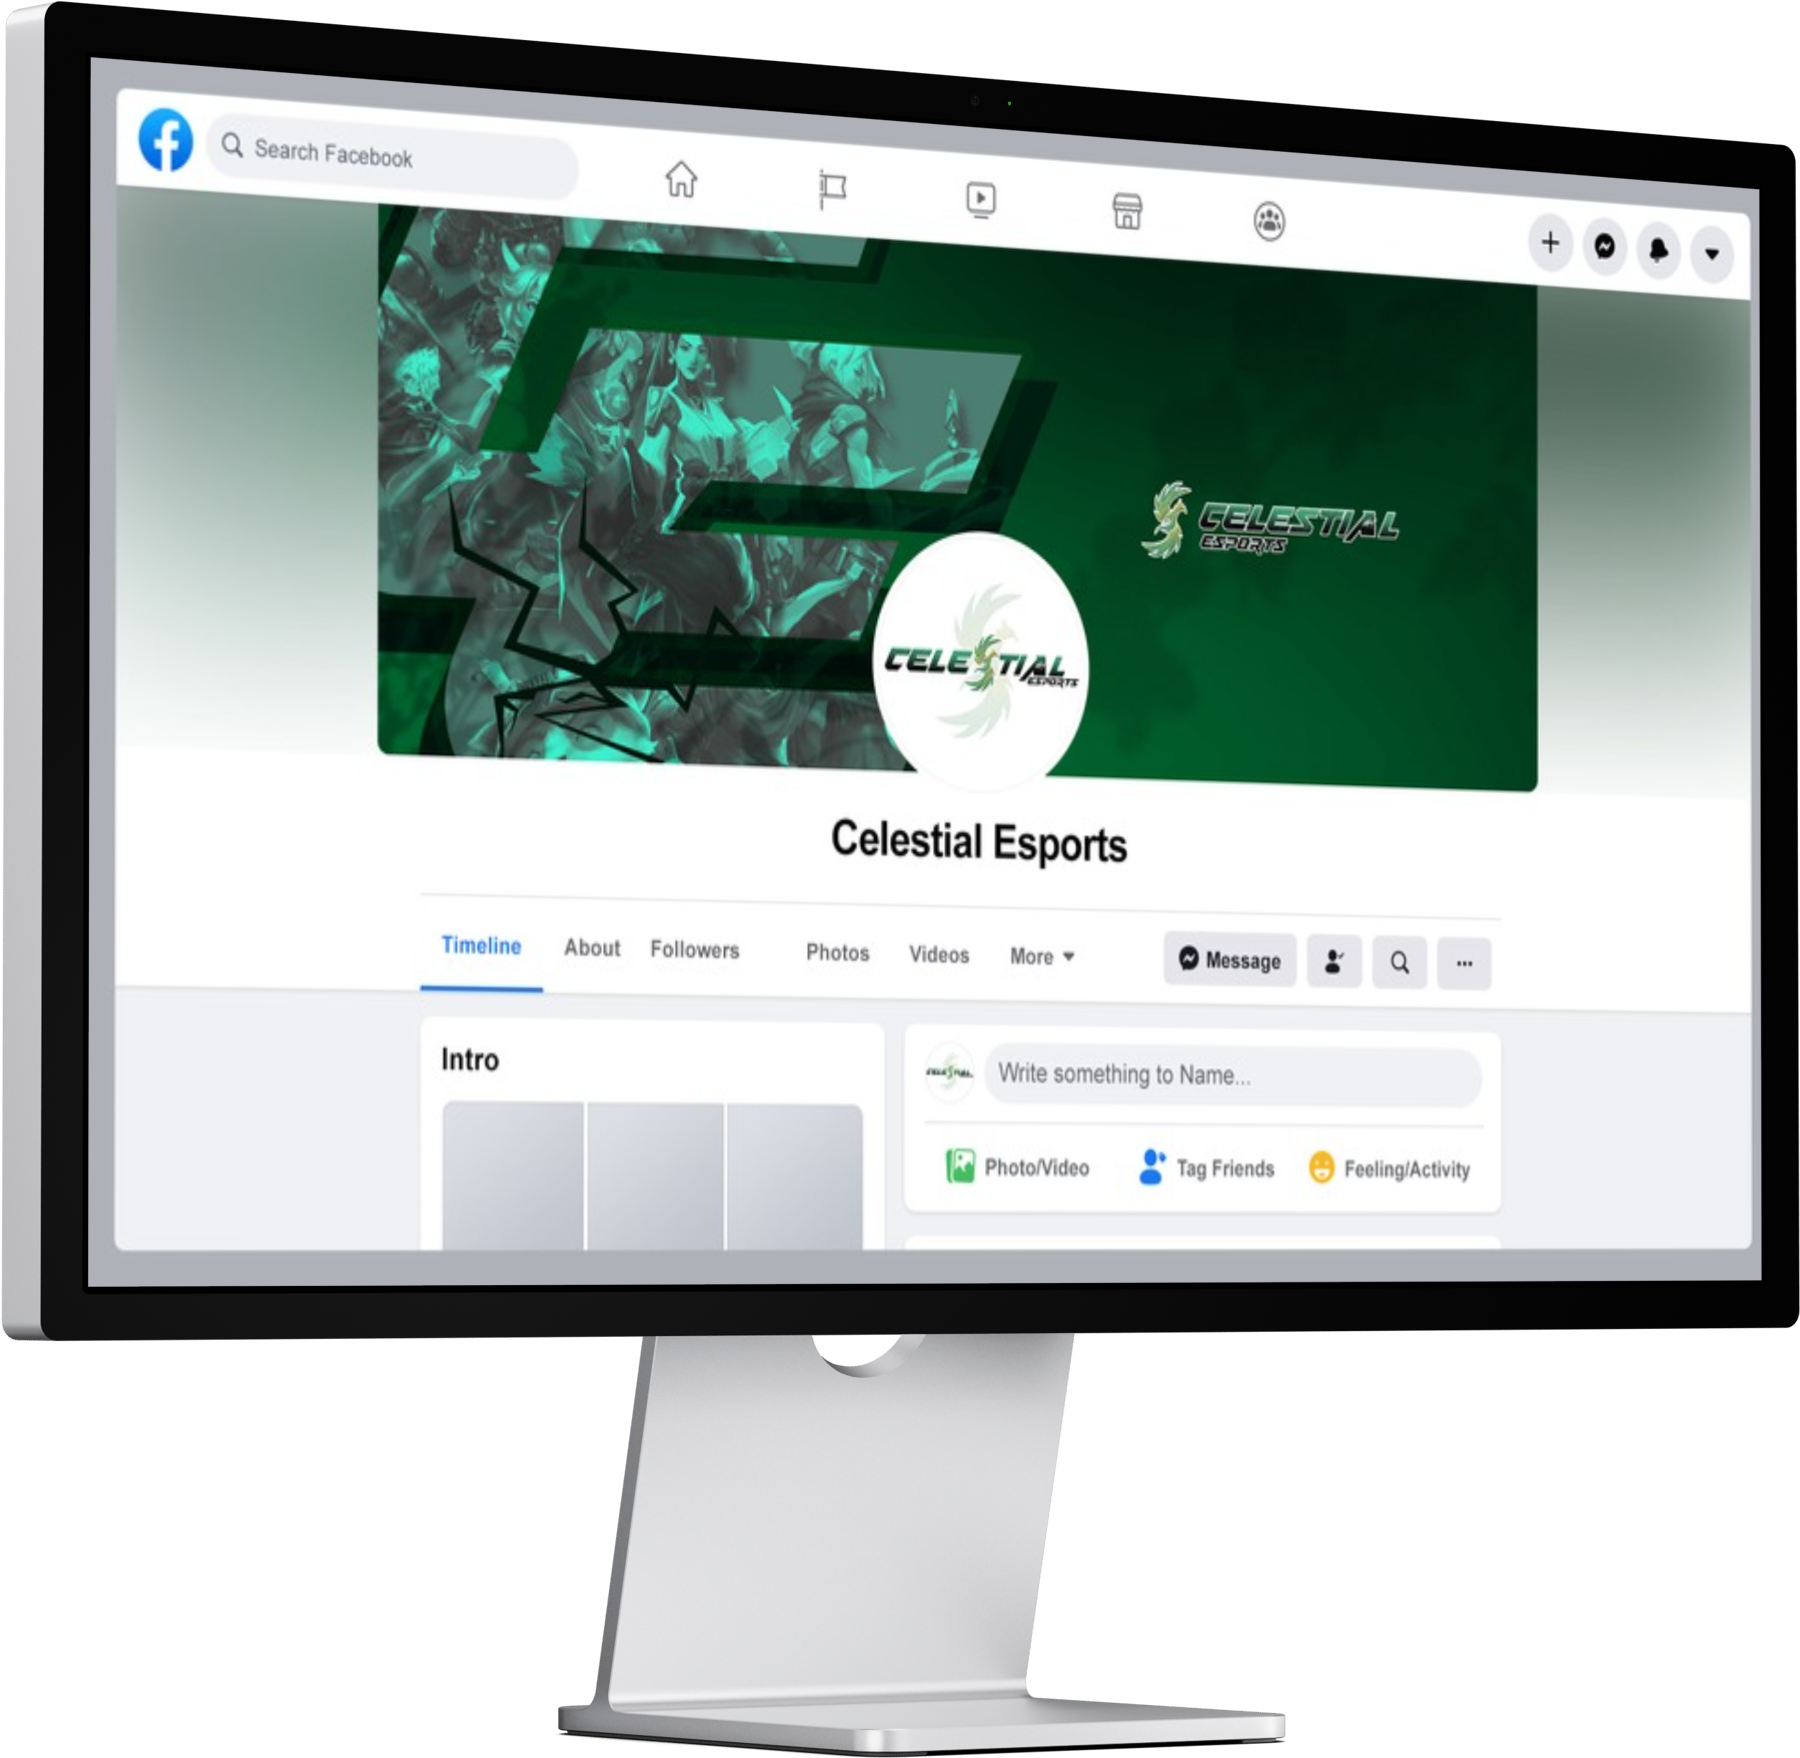 Search Facebook
CELESTIAL
ESPORTS
CELESTIAL
ESPORTS
Celestial Esports
Timeline About Followers Photos Videos More Message
Intro
CELESTIAL
Write something to Name...
Photo/Video Tag Friends Feeling/Activity